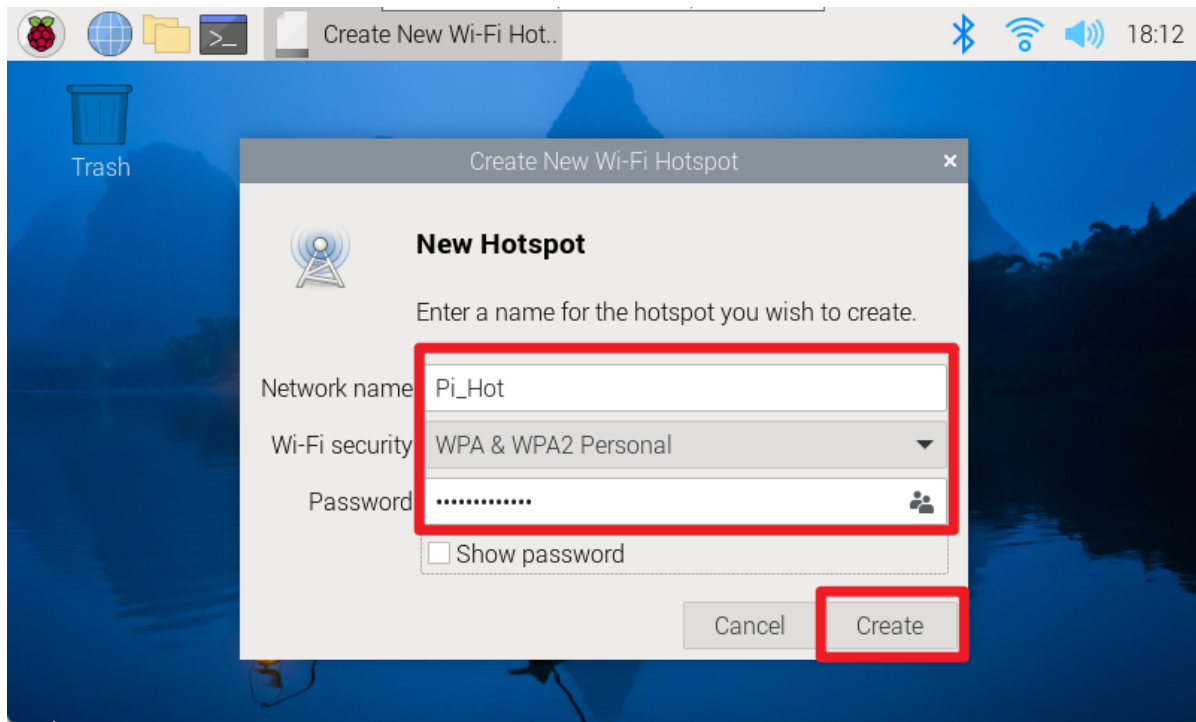 Create New Wi-Fi Hot..
18:12
Trash
Create New Wi-Fi Hotspot
New Hotspot
Enter a name for the hotspot you wish to create.
Network name Pi_Hot
Wi-Fi security WPA & WPA2 Personal
Password •••••••••••••
Show password
Cancel Create